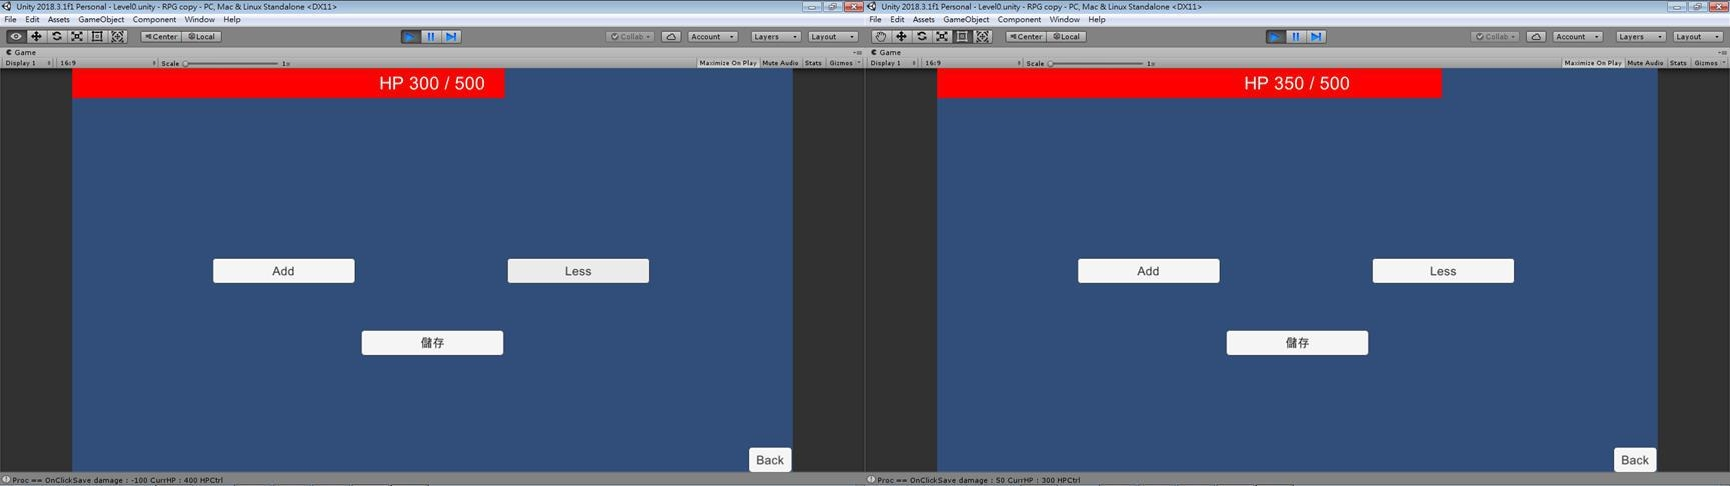 Unity 2018.3.1f1 Personal - Level0.unity - RPG copy - PC, Mac & Linux Standalone <DX11>
File Edit Assets GameObject Component Window Help
Center Local Collab Account Layers Layout
Game
Display 1 16:9 Scale 1x Maximize On Play Mute Audio Stats Gizmos
HP 300 / 500
Add Less
儲存
Back
Proc == OnClickSave damage : -100 CurrHP : 400 HPCtrl
Unity 2018.3.1f1 Personal - Level0.unity - RPG copy - PC, Mac & Linux Standalone <DX11>
File Edit Assets GameObject Component Window Help
Center Local Collab Account Layers Layout
Game
Display 1 16:9 Scale 1x Maximize On Play Mute Audio Stats Gizmos
HP 350 / 500
Add Less
儲存
Back
Proc == OnClickSave damage : 50 CurrHP : 300 HPCtrl